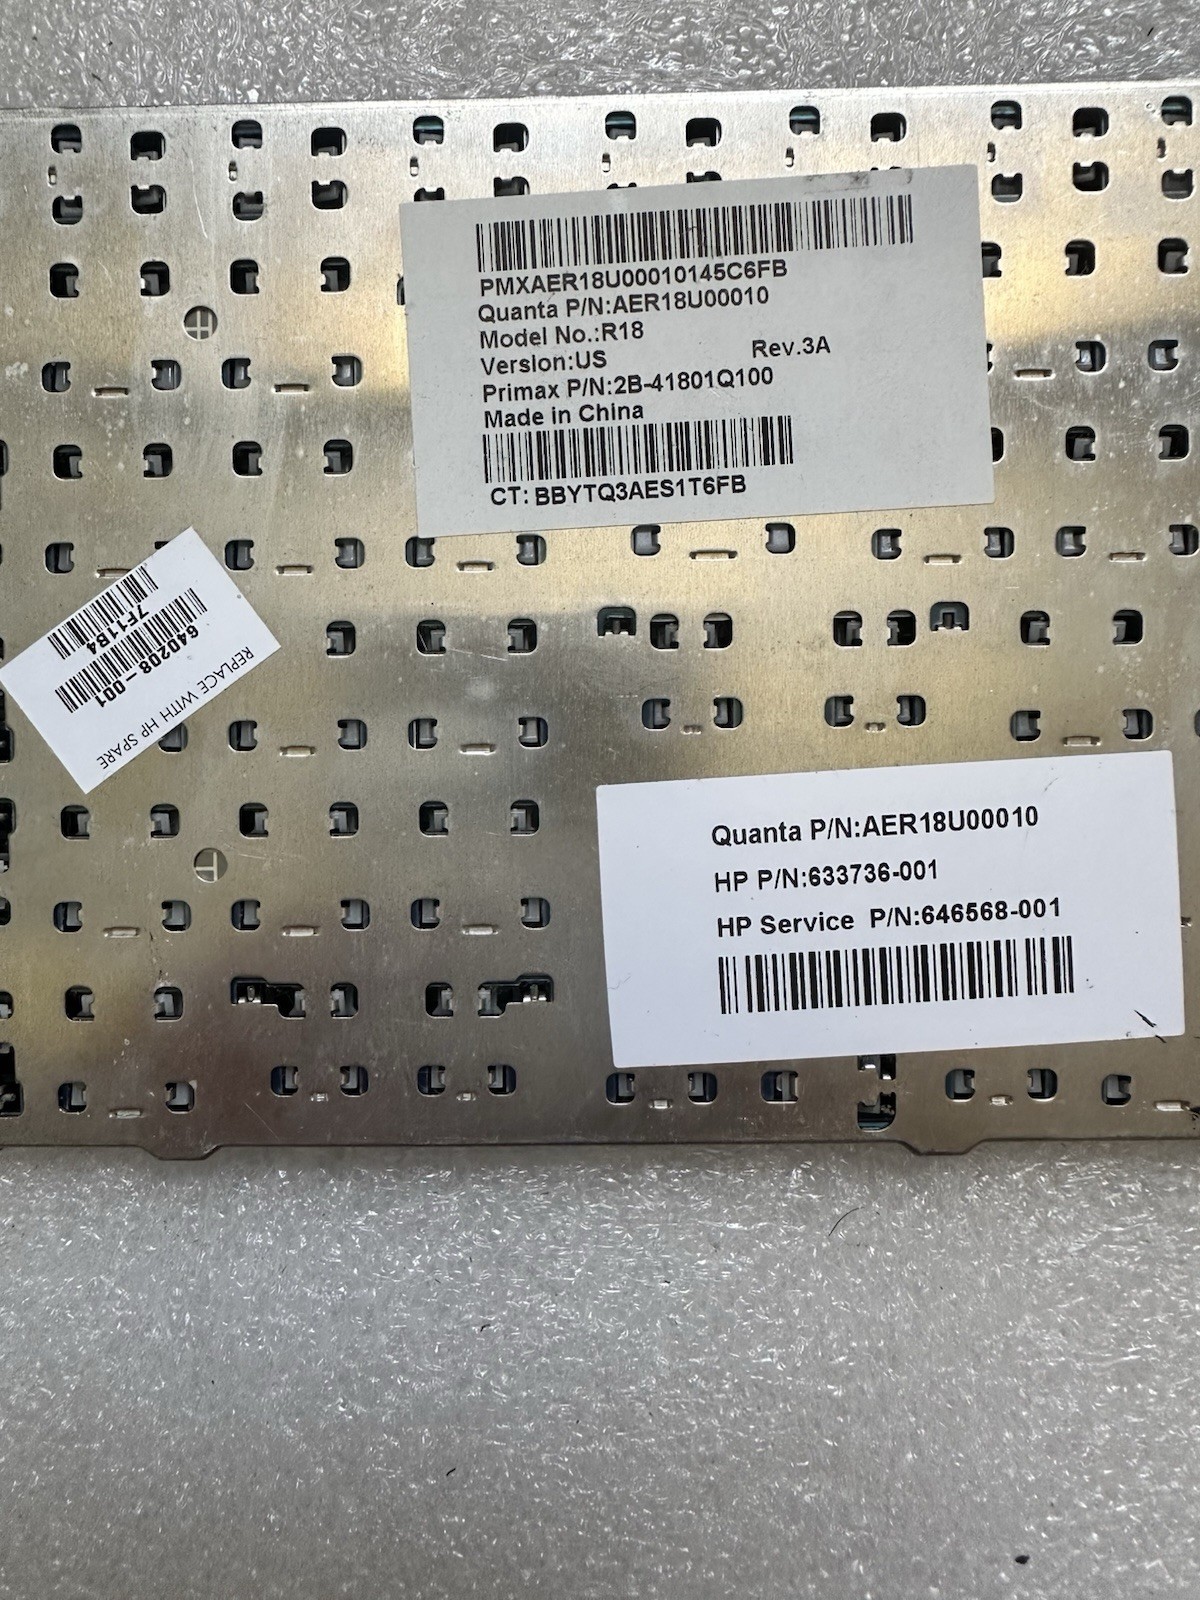 PMXAER18U00010145C6FB
Quanta P/N:AER18U00010
Model No.:R18
Version:US Rev.3A
Primax P/N:2B-41801Q100
Made in China
CT: BBYTQ3AES1T6FB
7F11B4
640208-001
REPLACE WITH HP SPARE
Quanta P/N:AER18U00010
HP P/N:633736-001
HP Service P/N:646568-001